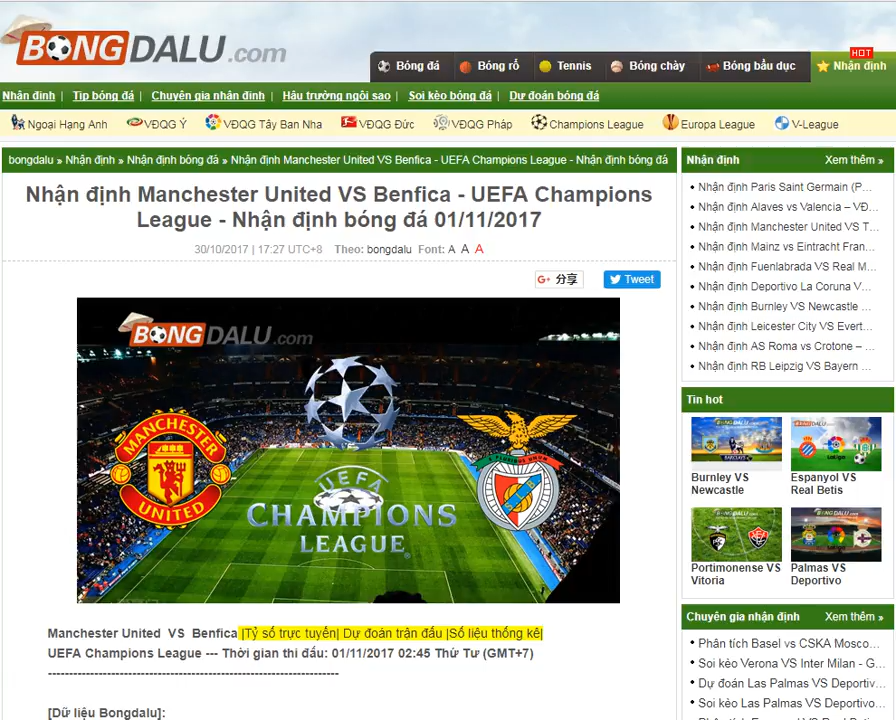 BONGDALU.com
HOT
Bóng đá Bóng rổ Tennis Bóng chày Bóng bầu dục Nhận định
Nhận định | Tip bóng đá | Chuyên gia nhận định | Hậu trường ngôi sao | Soi kèo bóng đá | Dự đoán bóng đá
Ngoại Hạng Anh VĐQG Ý VĐQG Tây Ban Nha VĐQG Đức VĐQG Pháp Champions League Europa League V-League
bongdalu » Nhận định » Nhận định bóng đá » Nhận định Manchester United VS Benfica - UEFA Champions League - Nhận định bóng đá
Nhận định Manchester United VS Benfica - UEFA Champions
League - Nhận định bóng đá 01/11/2017
30/10/2017 | 17:27 UTC+8 Theo: bongdalu Font: A A A
G+ 分享 Tweet
BONGDALU.com
MANCHESTER
UNITED
E PLURIBUS UNUM
UEFA
CHAMPIONS
LEAGUE
Manchester United VS Benfica |Tỷ số trực tuyến| Dự đoán trận đấu |Số liệu thống kê|
UEFA Champions League --- Thời gian thi đấu: 01/11/2017 02:45 Thứ Tư (GMT+7)
--------------------------------------------------------------------
[Dữ liệu Bongdalu]:
Nhận định Xem thêm »
Nhận định Paris Saint Germain (P...
Nhận định Alaves vs Valencia – VĐ...
Nhận định Manchester United VS T...
Nhận định Mainz vs Eintracht Fran...
Nhận định Fuenlabrada VS Real M...
Nhận định Deportivo La Coruna V...
Nhận định Burnley VS Newcastle ...
Nhận định Leicester City VS Evert...
Nhận định AS Roma vs Crotone – ...
Nhận định RB Leipzig VS Bayern ...
Tin hot
Burnley VS
Newcastle
Espanyol VS
Real Betis
Portimonense VS
Vitoria
Palmas VS
Deportivo
Chuyên gia nhận định Xem thêm »
Phân tích Basel vs CSKA Mosco...
Soi kèo Verona VS Inter Milan - G...
Dự đoán Las Palmas VS Deportiv...
Soi kèo Las Palmas VS Deportivo...